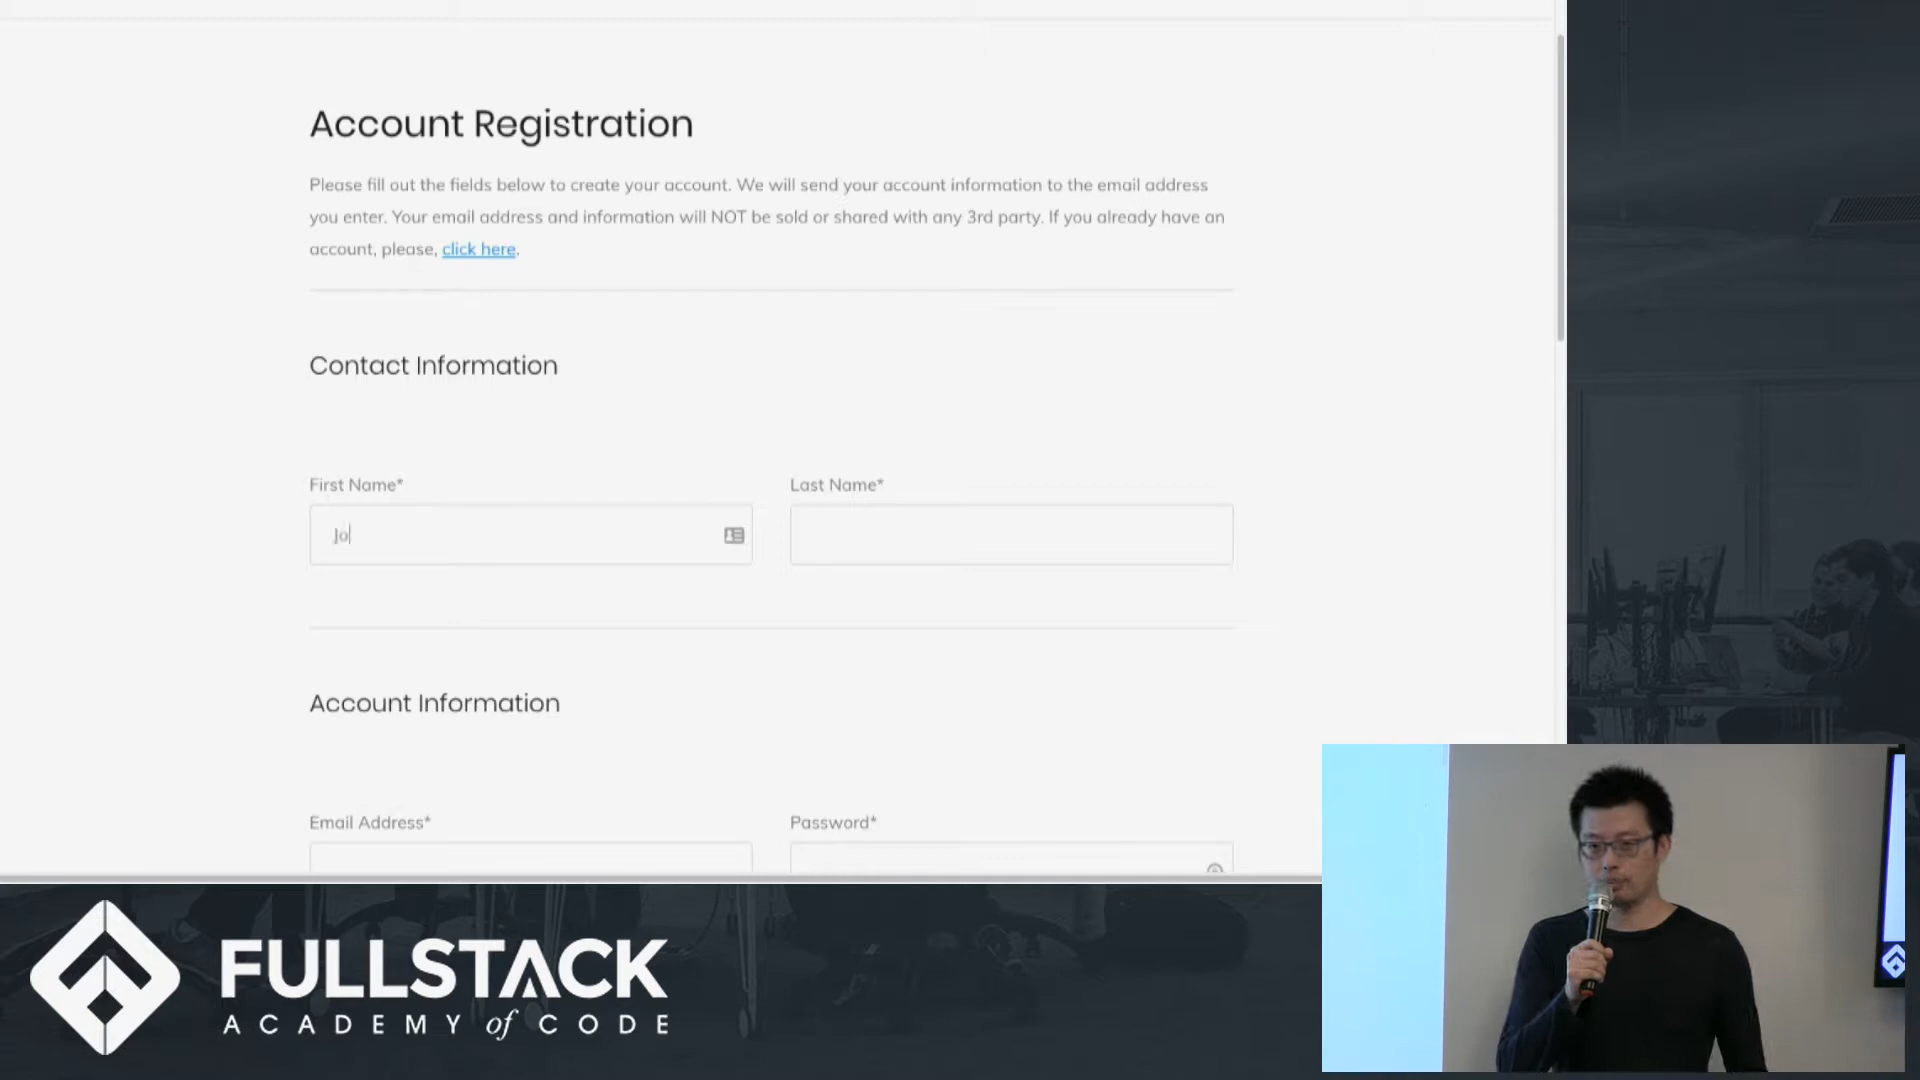 Account Registration
Please fill out the fields below to create your account. We will send your account information to the email address
you enter. Your email address and information will NOT be sold or shared with any 3rd party. If you already have an
account, please, click here.
Contact Information
First Name*
Last Name*
Jo
Account Information
Email Address*
Password*
FULLSTACK
ACADEMY of CODE